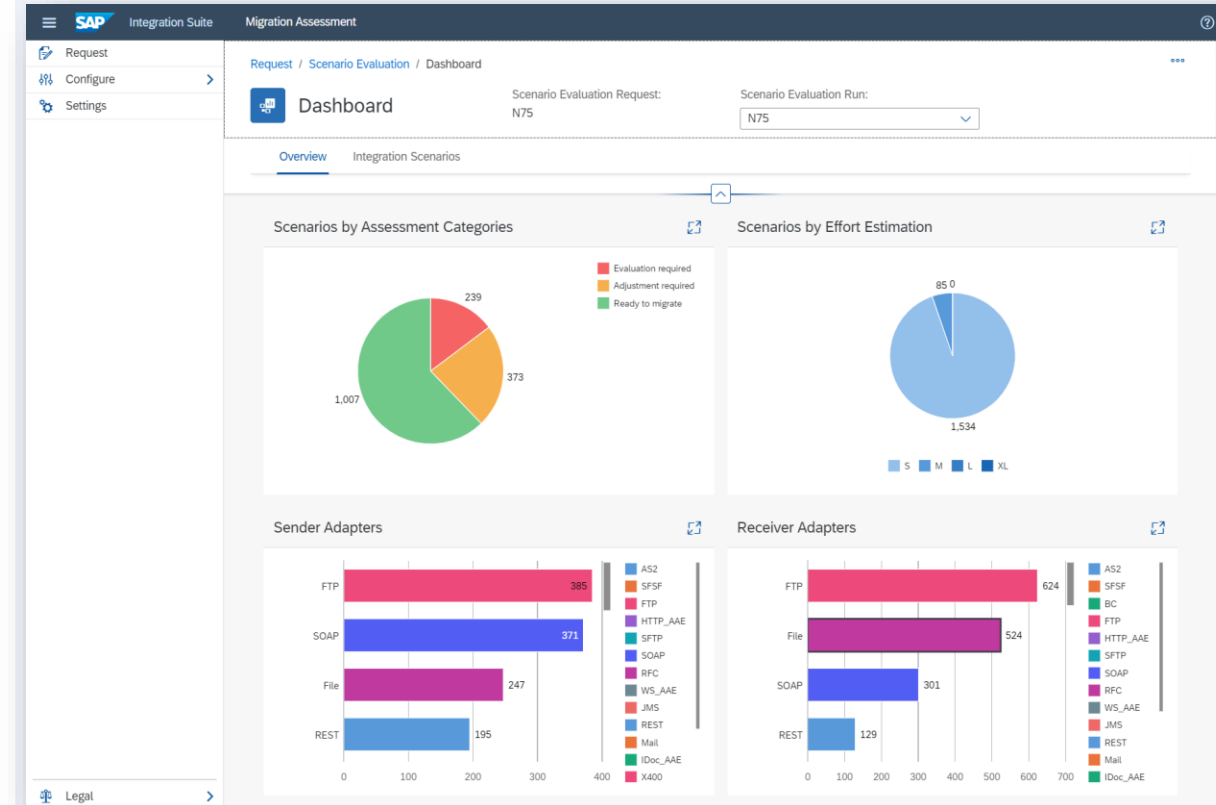 SAP Integration Suite Migration Assessment
Request
Configure
Settings
Legal
Request / Scenario Evaluation / Dashboard
Dashboard
Scenario Evaluation Request:
N75
Scenario Evaluation Run:
N75
Overview Integration Scenarios
Scenarios by Assessment Categories
Evaluation required
Adjustment required
Ready to migrate
239
373
1,007
Scenarios by Effort Estimation
85 0
1,534
S M L XL
Sender Adapters
FTP 385
SOAP 371
File 247
REST 195
0 100 200 300 400
AS2
SFSF
FTP
HTTP_AAE
SFTP
SOAP
RFC
WS_AAE
JMS
REST
Mail
IDoc_AAE
X400
Receiver Adapters
FTP 624
File 524
SOAP 301
REST 129
0 100 200 300 400 500 600 700
AS2
SFSF
BC
FTP
HTTP_AAE
SFTP
SOAP
RFC
WS_AAE
JMS
REST
Mail
IDoc_AAE